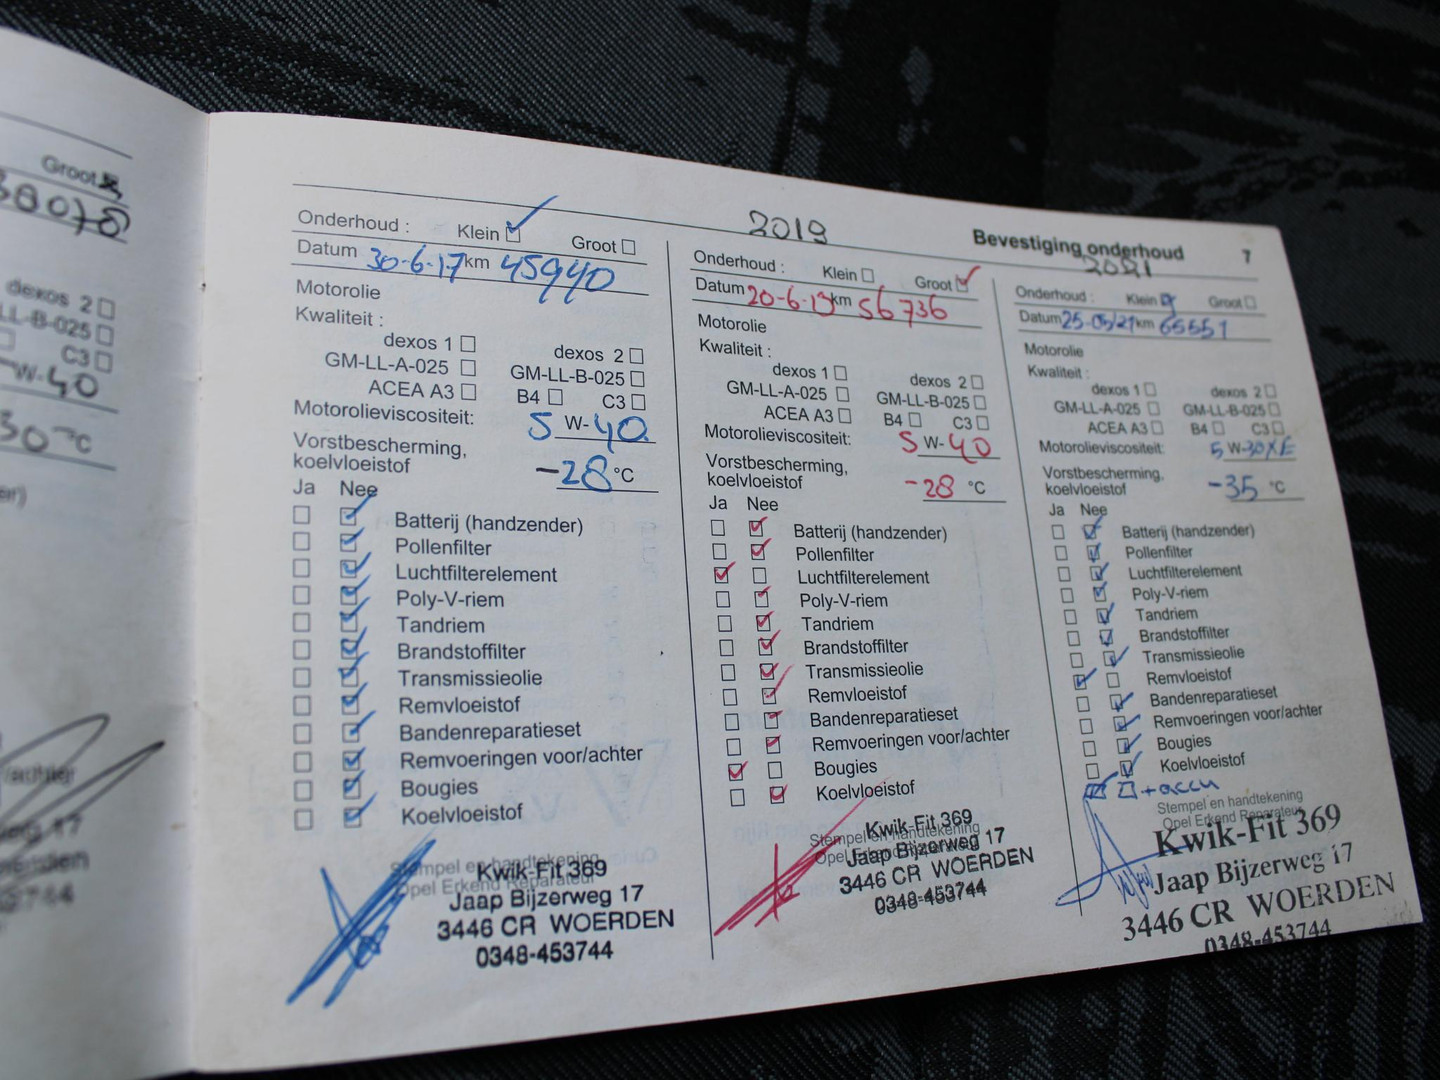 Groot
38070
dexos 2
LL-B-025
C3
W-40
30 °C
Bevestiging onderhoud 7
Onderhoud : Klein Groot
Datum 30-6-17 km 45940
Motorolie
Kwaliteit :
dexos 1 dexos 2
GM-LL-A-025 GM-LL-B-025
ACEA A3 B4 C3
Motorolieviscositeit: 5 W-40
Vorstbescherming,
koelvloeistof -28 °C
Ja Nee
Batterij (handzender)
Pollenfilter
Luchtfilterelement
Poly-V-riem
Tandriem
Brandstoffilter
Transmissieolie
Remvloeistof
Bandenreparatieset
Remvoeringen voor/achter
Bougies
Koelvloeistof
Stempel en handtekening
Opel Erkend Reparateur
Kwik-Fit 369
Jaap Bijzerweg 17
3446 CR WOERDEN
0348-453744
2019
Onderhoud : Klein Groot
Datum 20-6-19 km 56736
Motorolie
Kwaliteit :
dexos 1 dexos 2
GM-LL-A-025 GM-LL-B-025
ACEA A3 B4 C3
Motorolieviscositeit: 5 W-40
Vorstbescherming,
koelvloeistof -28 °C
Ja Nee
Batterij (handzender)
Pollenfilter
Luchtfilterelement
Poly-V-riem
Tandriem
Brandstoffilter
Transmissieolie
Remvloeistof
Bandenreparatieset
Remvoeringen voor/achter
Bougies
Koelvloeistof
Stempel en handtekening
Opel Erkend Reparateur
Kwik-Fit 369
Jaap Bijzerweg 17
3446 CR WOERDEN
0348-453744
2021
Onderhoud : Klein Groot
Datum 25-05/21 km 65551
Motorolie
Kwaliteit :
dexos 1 dexos 2
GM-LL-A-025 GM-LL-B-025
ACEA A3 B4 C3
Motorolieviscositeit: 5 W-30
Vorstbescherming,
koelvloeistof -35 °C
Ja Nee
Batterij (handzender)
Pollenfilter
Luchtfilterelement
Poly-V-riem
Tandriem
Brandstoffilter
Transmissieolie
Remvloeistof
Bandenreparatieset
Remvoeringen voor/achter
Bougies
Koelvloeistof
+accu
Stempel en handtekening
Opel Erkend Reparateur
Kwik-Fit 369
Jaap Bijzerweg 17
3446 CR WOERDEN
0348-453744